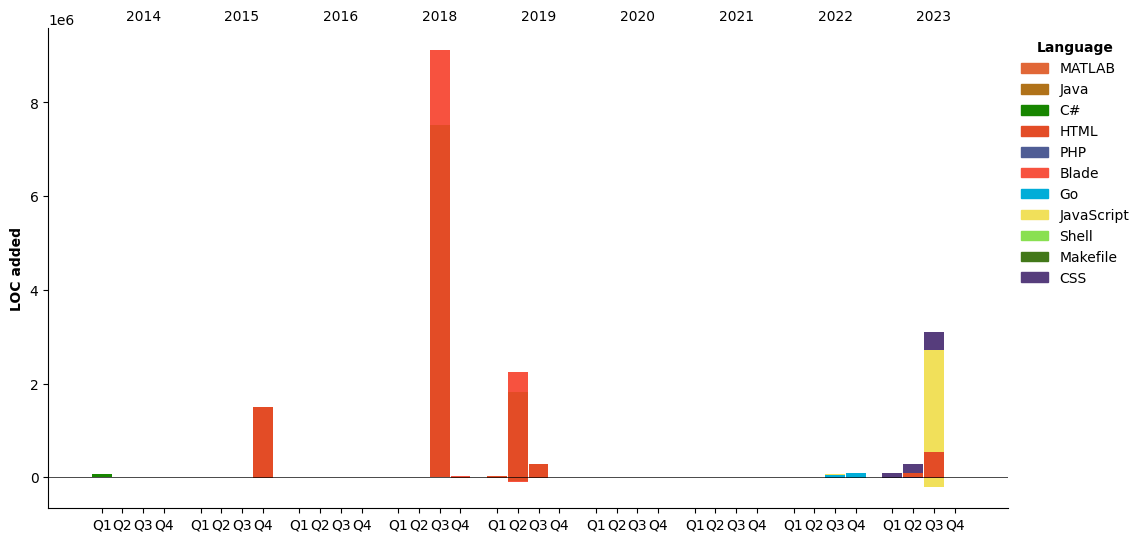 1e6
2014 2015 2016 2018 2019 2020 2021 2022 2023
Language
MATLAB
Java
C#
HTML
PHP
Blade
Go
JavaScript
Shell
Makefile
CSS
LOC added
8
6
4
2
0
Q1 Q2 Q3 Q4 Q1 Q2 Q3 Q4 Q1 Q2 Q3 Q4 Q1 Q2 Q3 Q4 Q1 Q2 Q3 Q4 Q1 Q2 Q3 Q4 Q1 Q2 Q3 Q4 Q1 Q2 Q3 Q4 Q1 Q2 Q3 Q4